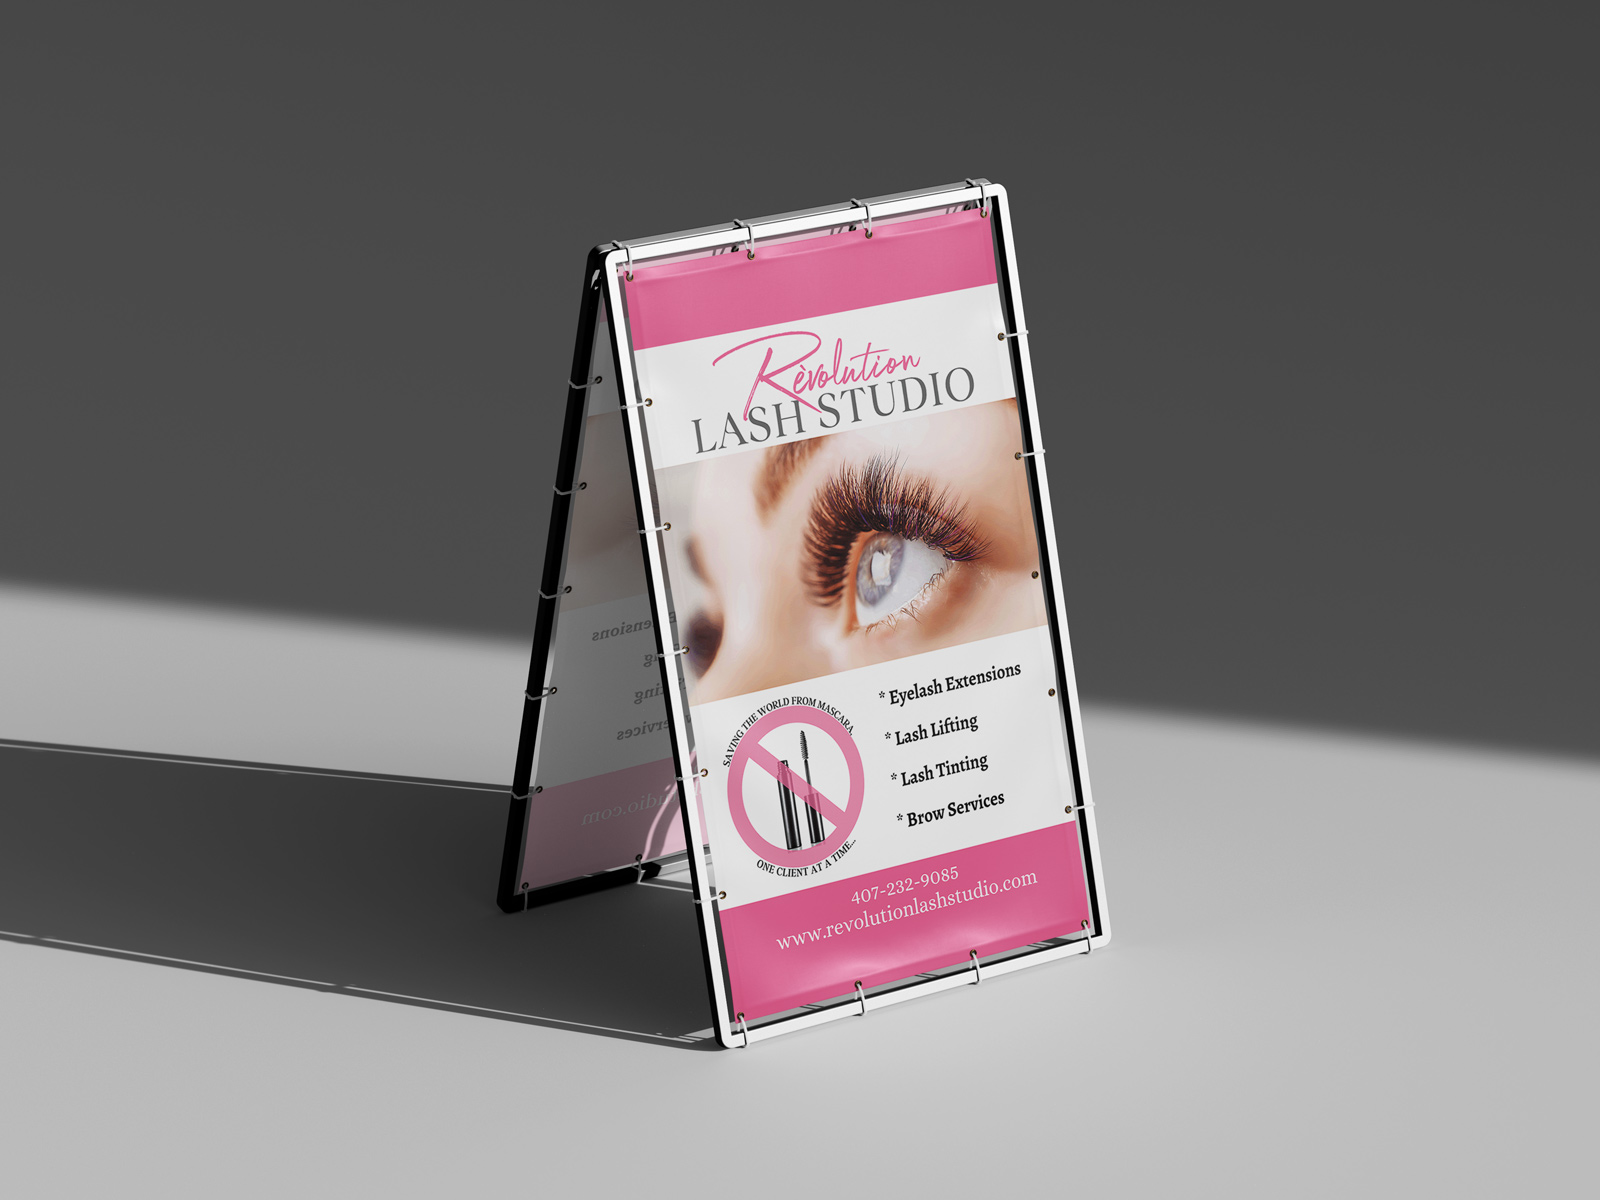 Rèvolution
LASH STUDIO
SAVING THE WORLD FROM MASCARA,
ONE CLIENT AT A TIME...
* Eyelash Extensions
* Lash Lifting
* Lash Tinting
* Brow Services
407-232-9085
www.revolutionlashstudio.com